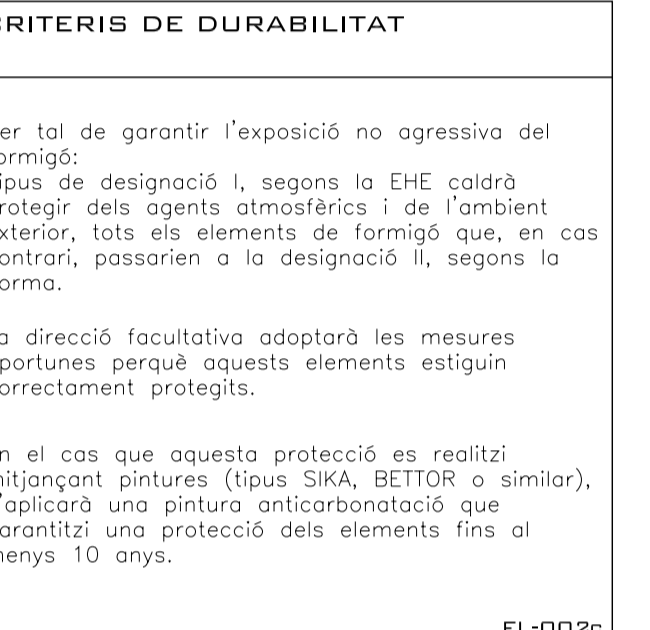 CRITERIS DE DURABILITAT
er tal de garantir l'exposició no agressiva del
ormigó:
ipus de designació I, segons la EHE caldrà
rotegir dels agents atmosfèrics i de l'ambient
xterior, tots els elements de formigó que, en cas
ontrari, passarien a la designació II, segons la
orma.
a direcció facultativa adoptarà les mesures
portunes perquè aquests elements estiguin
orrectament protegits.
n el cas que aquesta protecció es realitzi
mitjançant pintures (tipus SIKA, BETTOR o similar),
'aplicarà una pintura anticarbonatació que
arantitzi una protecció dels elements fins al
menys 10 anys.